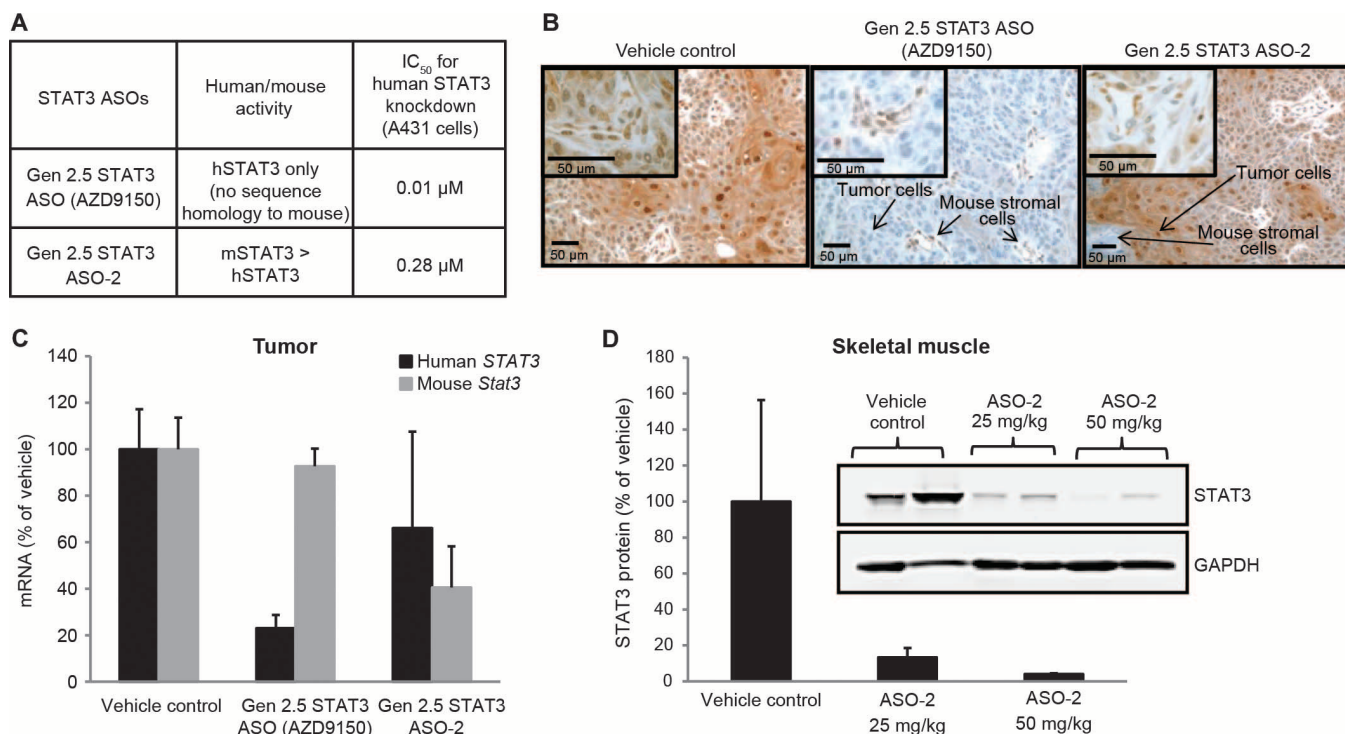 A
STAT3 ASOs
Human/mouse
activity
IC50 for
human STAT3
knockdown
(A431 cells)
Gen 2.5 STAT3
ASO (AZD9150)
hSTAT3 only
(no sequence
homology to mouse)
0.01 µM
Gen 2.5 STAT3
ASO-2
mSTAT3 >
hSTAT3
0.28 µM
B
Vehicle control
Gen 2.5 STAT3 ASO
(AZD9150)
Gen 2.5 STAT3 ASO-2
50 µm
50 µm
50 µm
Tumor cells
Mouse stromal
cells
50 µm
50 µm
Tumor cells
Mouse stromal
cells
50 µm
C
Tumor
Human STAT3
Mouse Stat3
mRNA (% of vehicle)
140
120
100
80
60
40
20
0
Vehicle control
Gen 2.5 STAT3
ASO (AZD9150)
Gen 2.5 STAT3
ASO-2
D
Skeletal muscle
STAT3 protein (% of vehicle)
180
160
140
120
100
80
60
40
20
0
Vehicle
control
ASO-2
25 mg/kg
ASO-2
50 mg/kg
STAT3
GAPDH
Vehicle control
ASO-2
25 mg/kg
ASO-2
50 mg/kg